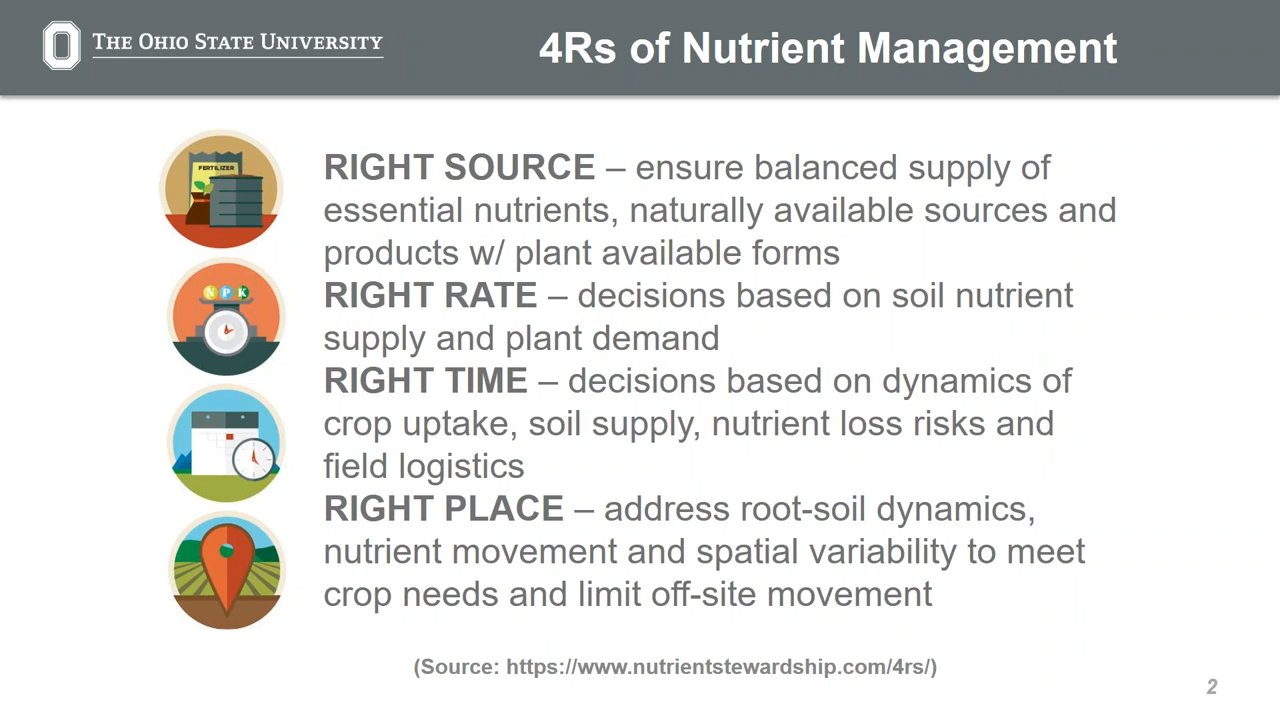 THE OHIO STATE UNIVERSITY
4Rs of Nutrient Management
FERTILIZER
RIGHT SOURCE – ensure balanced supply of
essential nutrients, naturally available sources and
products w/ plant available forms
N P K
RIGHT RATE – decisions based on soil nutrient
supply and plant demand
RIGHT TIME – decisions based on dynamics of
crop uptake, soil supply, nutrient loss risks and
field logistics
RIGHT PLACE – address root-soil dynamics,
nutrient movement and spatial variability to meet
crop needs and limit off-site movement
(Source: https://www.nutrientstewardship.com/4rs/)
2